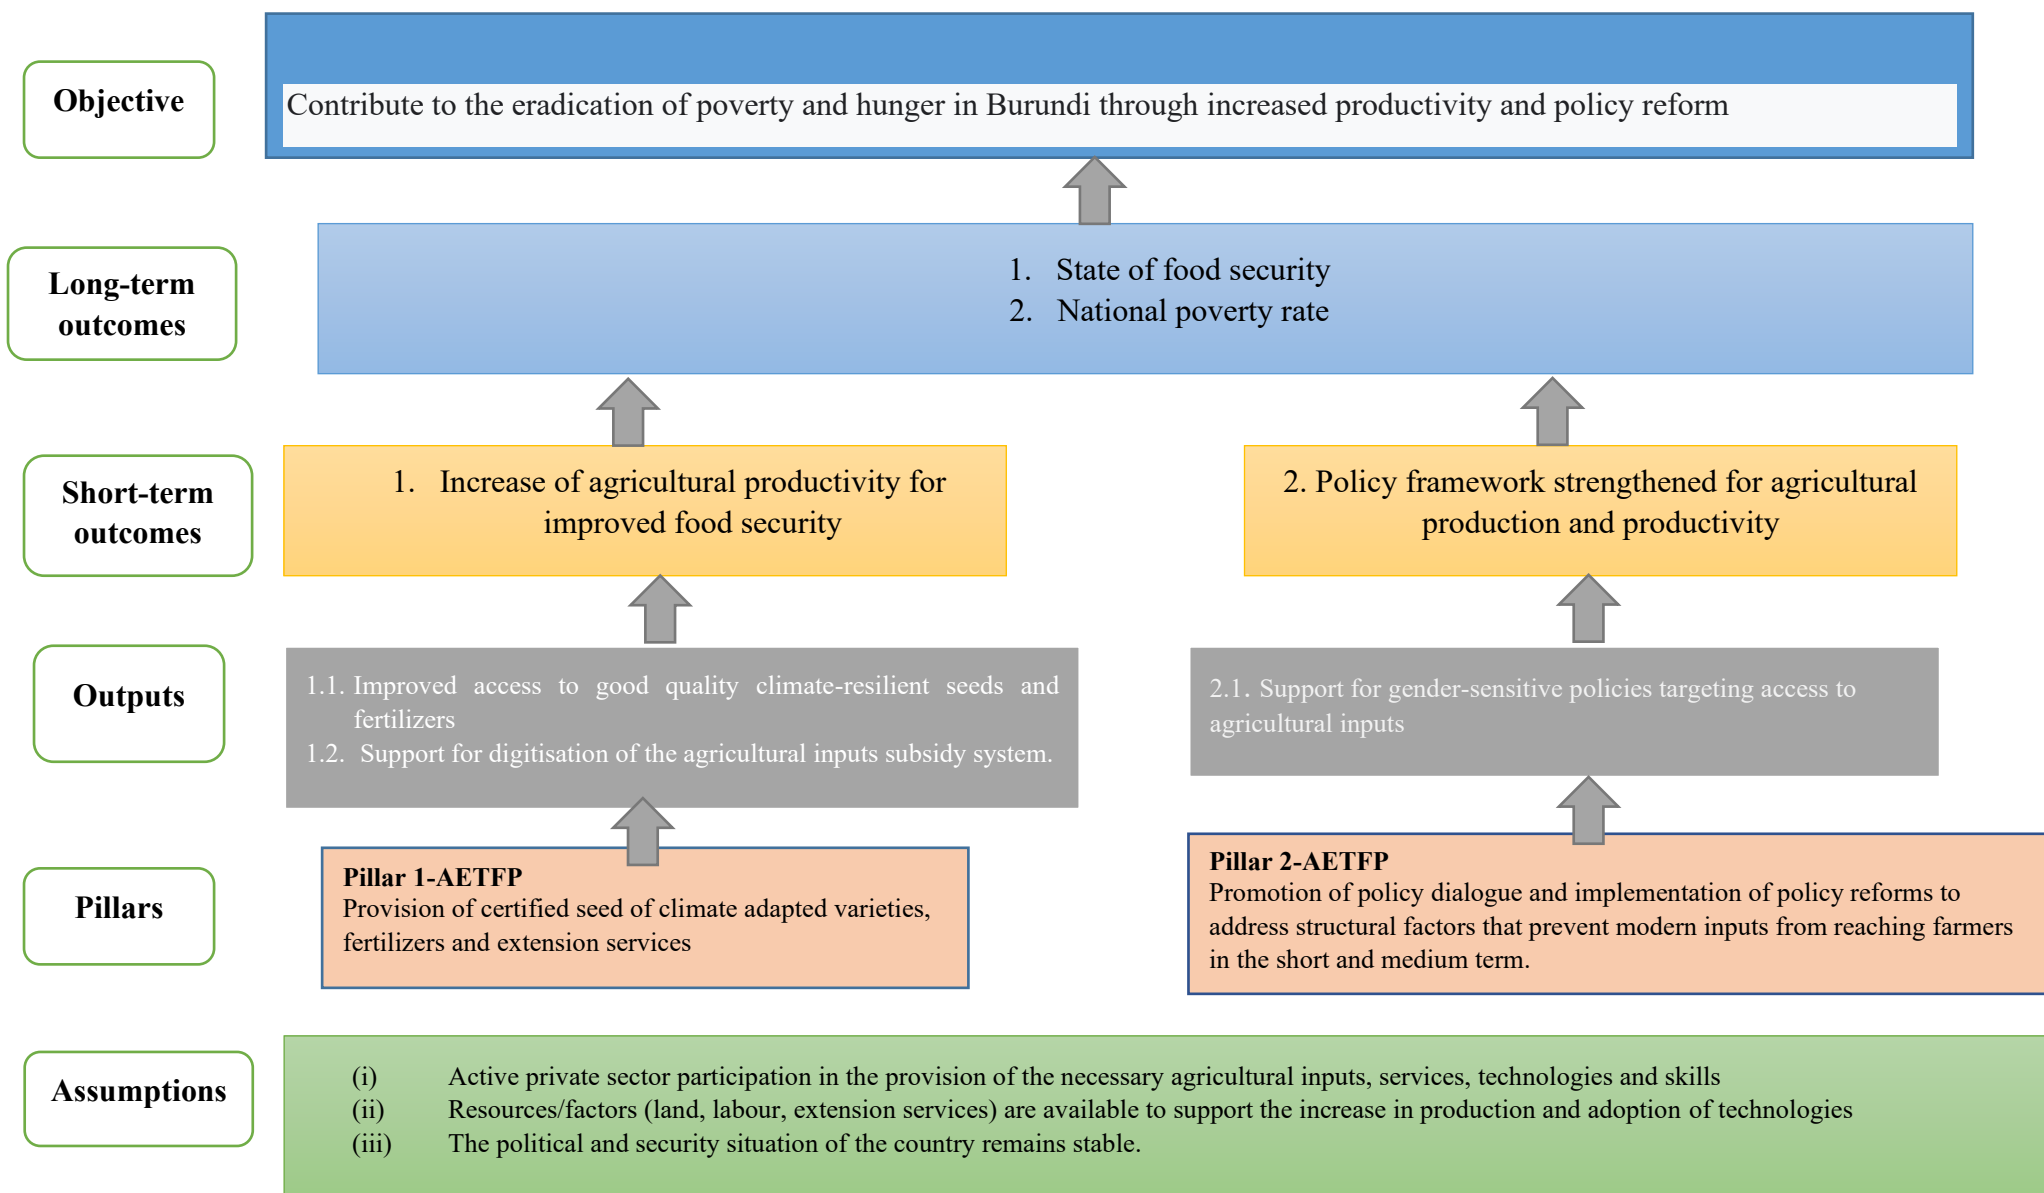 Objective
Contribute to the eradication of poverty and hunger in Burundi through increased productivity and policy reform
Long-term
outcomes
1. State of food security
2. National poverty rate
Short-term
outcomes
1. Increase of agricultural productivity for
improved food security
2. Policy framework strengthened for agricultural
production and productivity
Outputs
1.1. Improved access to good quality climate-resilient seeds and
fertilizers
1.2. Support for digitisation of the agricultural inputs subsidy system.
2.1. Support for gender-sensitive policies targeting access to
agricultural inputs
Pillars
Pillar 1-AETFP
Provision of certified seed of climate adapted varieties,
fertilizers and extension services
Pillar 2-AETFP
Promotion of policy dialogue and implementation of policy reforms to
address structural factors that prevent modern inputs from reaching farmers
in the short and medium term.
Assumptions
(i) Active private sector participation in the provision of the necessary agricultural inputs, services, technologies and skills
(ii) Resources/factors (land, labour, extension services) are available to support the increase in production and adoption of technologies
(iii) The political and security situation of the country remains stable.